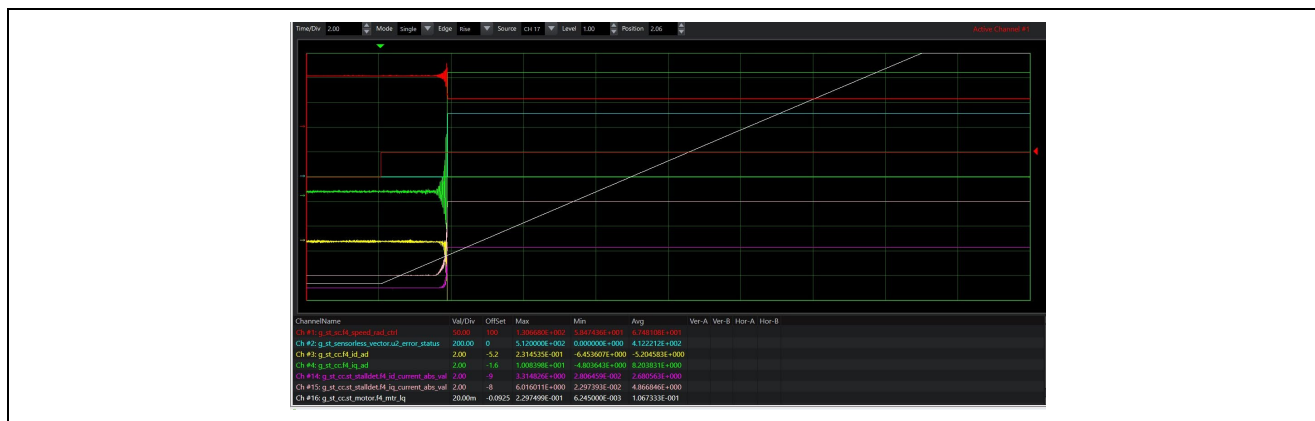 Time/Div 2.00 Mode Single Edge Rise Source CH 17 Level 1.00 Position 2.06 Active Channel #1
ChannelName Val/Div OffSet Max Min Avg Ver-A Ver-B Hor-A Hor-B
Ch #1: g_st_sc.f4_speed_rad_ctrl 50.00 100 1.306680E+002 5.847436E+001 6.748108E+001
Ch #2: g_st_sensorless_vector.u2_error_status 200.00 0 5.120000E+002 0.000000E+000 4.122212E+002
Ch #3: g_st_cc.f4_id_ad 2.00 -5.2 2.314535E-001 -6.453607E+000 -5.204583E+000
Ch #4: g_st_cc.f4_iq_ad 2.00 -1.6 1.008398E+001 -4.803643E+000 8.203831E+000
Ch #14: g_st_cc.st_stalldet.f4_id_current_abs_val 2.00 -9 3.314826E+000 2.806459E-002 2.680563E+000
Ch #15: g_st_cc.st_stalldet.f4_iq_current_abs_val 2.00 -8 6.016011E+000 2.297393E-002 4.866846E+000
Ch #16: g_st_cc.st_motor.f4_mtr_lq 20.00m -0.0925 2.297499E-001 6.245000E-003 1.067333E-001